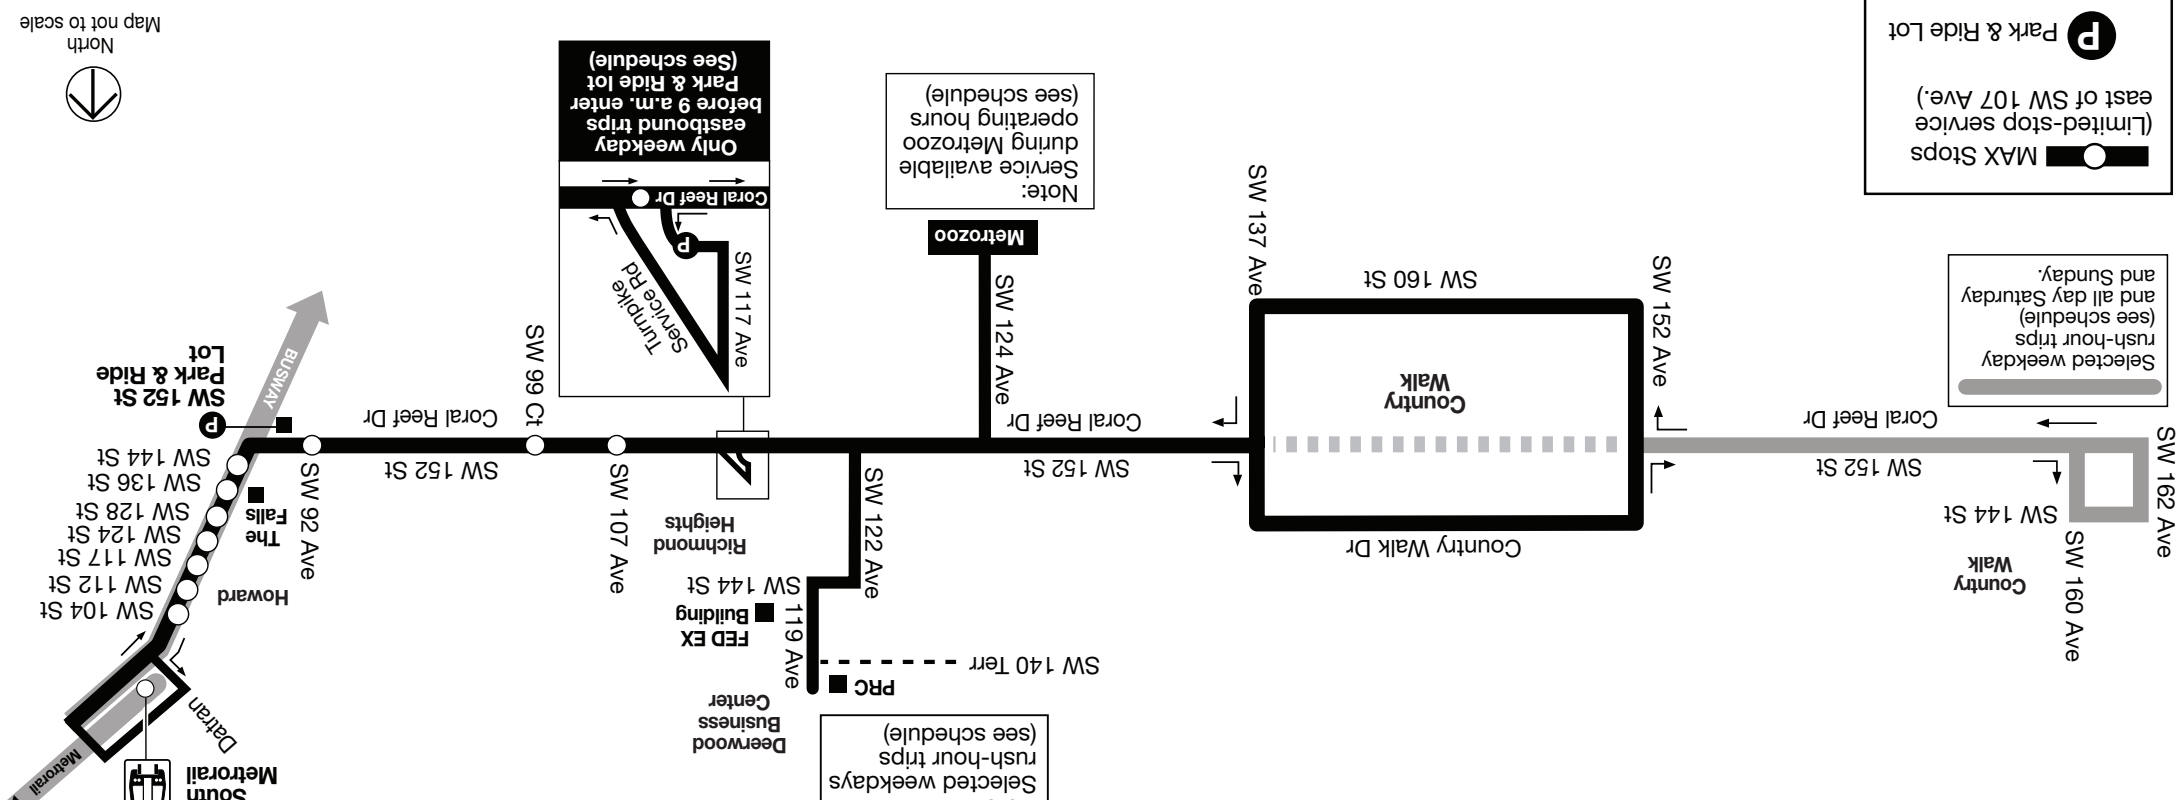 North
Map not to scale
Only weekday
eastbound trips
before 9 a.m. enter
Park & Ride lot
(See schedule)
Coral Reef Dr
P
SW 117 Ave
Turnpike
Service Rd
Note:
Service available
during Metrozoo
operating hours
(see schedule)
Metrozoo
SW 124 Ave
MAX Stops
(Limited-stop service
east of SW 107 Ave.)
P
Park & Ride Lot
Selected weekday
rush-hour trips
(see schedule)
and all day Saturday
and Sunday.
SW 137 Ave
SW 160 St
SW 152 Ave
Country
Walk
Country Walk Dr
BUSWAY
SW 152 St
Park & Ride
Lot
P
SW 99 Ct
Coral Reef Dr
SW 152 St
Coral Reef Dr
SW 152 St
Coral Reef Dr
SW 152 St
SW 162 Ave
SW 144 St
SW 160 Ave
Country
Walk
SW 144 St
SW 136 St
SW 128 St
SW 124 St
SW 117 St
SW 112 St
SW 104 St
The
Falls
SW 92 Ave
Howard
SW 107 Ave
Richmond
Heights
SW 122 Ave
SW 144 St
FED EX
Building
119 Ave
SW 140 Terr
PRC
Deerwood
Business
Center
Selected weekdays
rush-hour trips
(see schedule)
Datran
Metrorail
South
Metrorail